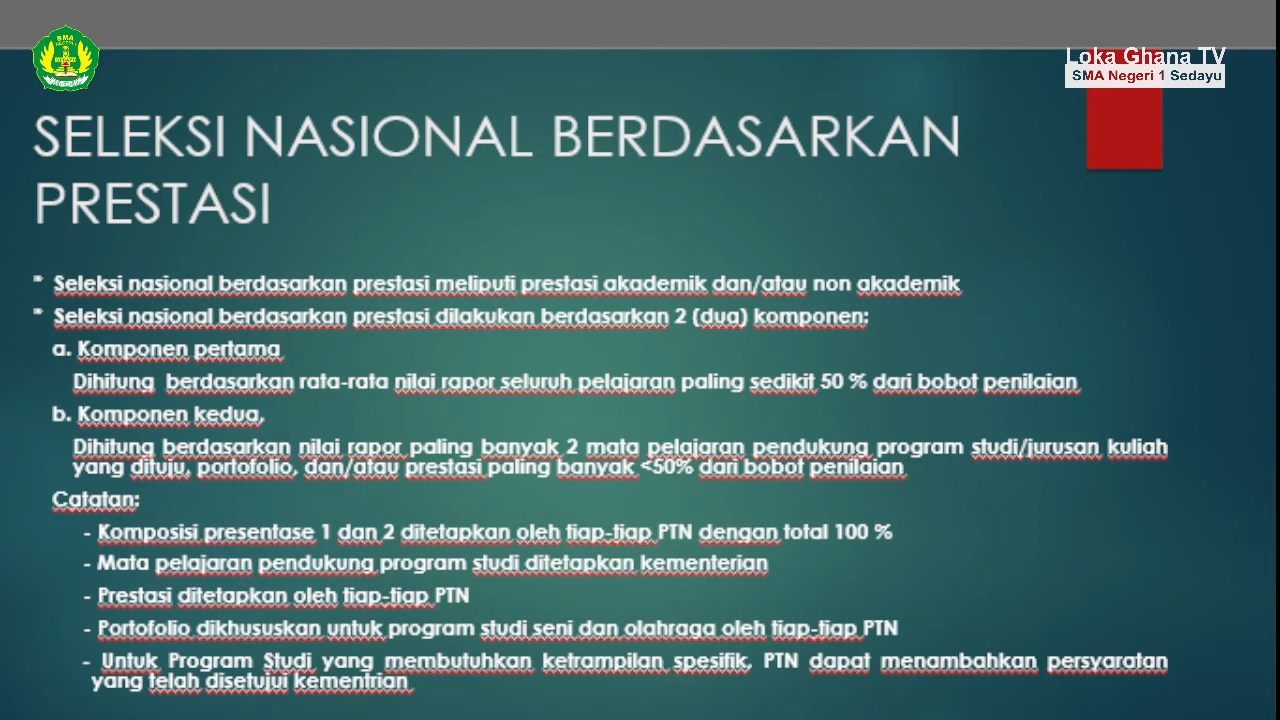 SMA
Loka Ghana TV
SMA Negeri 1 Sedayu
SELEKSI NASIONAL BERDASARKAN
PRESTASI
* Seleksi nasional berdasarkan prestasi meliputi prestasi akademik dan/atau non akademik
* Seleksi nasional berdasarkan prestasi dilakukan berdasarkan 2 (dua) komponen:
a. Komponen pertama
Dihitung berdasarkan rata-rata nilai rapor seluruh pelajaran paling sedikit 50 % dari bobot penilaian
b. Komponen kedua,
Dihitung berdasarkan nilai rapor paling banyak 2 mata pelajaran pendukung program studi/jurusan kuliah
yang dituju, portofolio, dan/atau prestasi paling banyak <50% dari bobot penilaian
Catatan:
- Komposisi presentase 1 dan 2 ditetapkan oleh tiap-tiap PTN dengan total 100 %
- Mata pelajaran pendukung program studi ditetapkan kementerian
- Prestasi ditetapkan oleh tiap-tiap PTN
- Portofolio dikhususkan untuk program studi seni dan olahraga oleh tiap-tiap PTN
- Untuk Program Studi yang membutuhkan ketrampilan spesifik, PTN dapat menambahkan persyaratan
yang telah disetujui kementrian